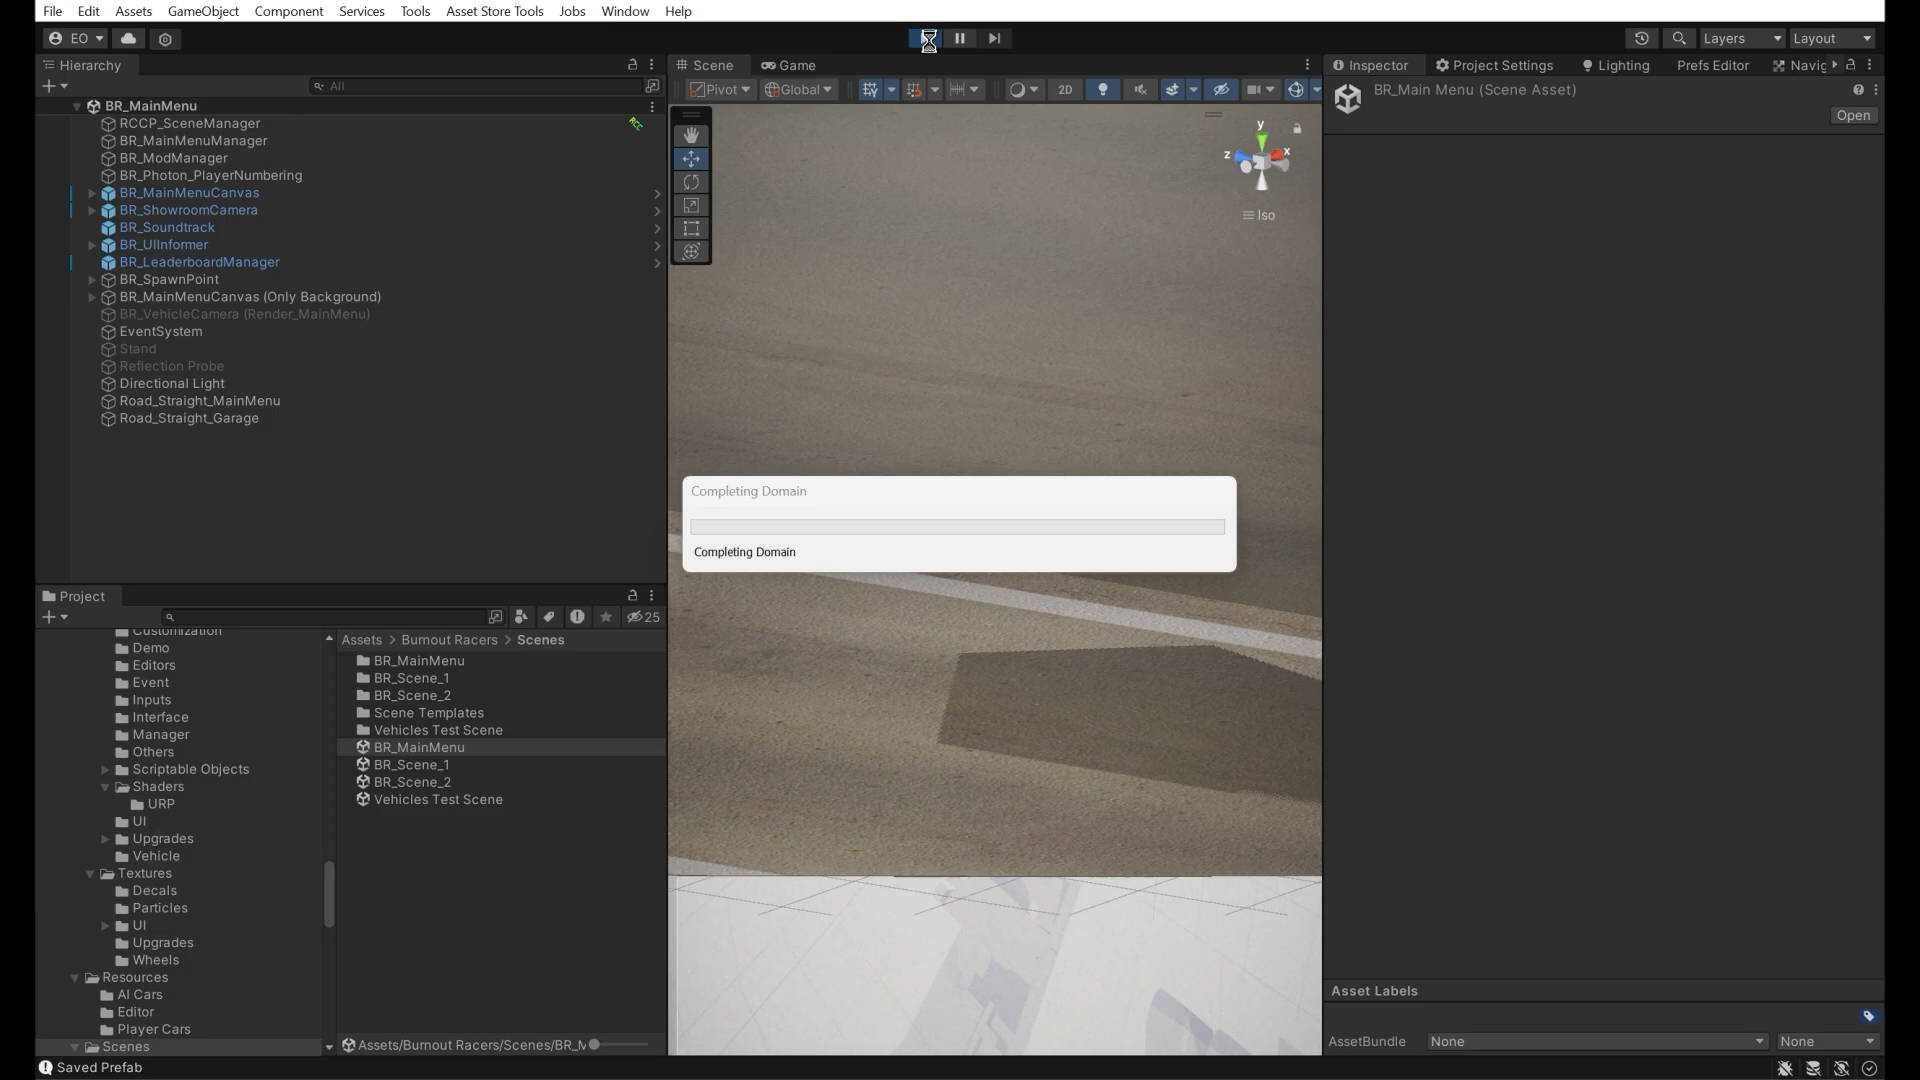 File Edit Assets GameObject Component Services Tools Asset Store Tools Jobs Window Help
EO
Layers Layout
Hierarchy
All
BR_MainMenu
RCCP_SceneManager
BR_MainMenuManager
BR_ModManager
BR_Photon_PlayerNumbering
BR_MainMenuCanvas
BR_ShowroomCamera
BR_Soundtrack
BR_UIInformer
BR_LeaderboardManager
BR_SpawnPoint
BR_MainMenuCanvas (Only Background)
BR_VehicleCamera (Render_MainMenu)
EventSystem
Stand
Reflection Probe
Directional Light
Road_Straight_MainMenu
Road_Straight_Garage
Scene Game
Pivot Global 2D
y
z x
Iso
Completing Domain
Completing Domain
Inspector Project Settings Lighting Prefs Editor Navig
BR_Main Menu (Scene Asset)
Open
Project
25
Customization
Demo
Editors
Event
Inputs
Interface
Manager
Others
Scriptable Objects
Shaders
URP
UI
Upgrades
Vehicle
Textures
Decals
Particles
UI
Upgrades
Wheels
Resources
AI Cars
Editor
Player Cars
Scenes
Assets > Burnout Racers > Scenes
BR_MainMenu
BR_Scene_1
BR_Scene_2
Scene Templates
Vehicles Test Scene
BR_MainMenu
BR_Scene_1
BR_Scene_2
Vehicles Test Scene
Assets/Burnout Racers/Scenes/BR_M
Asset Labels
AssetBundle None None
Saved Prefab